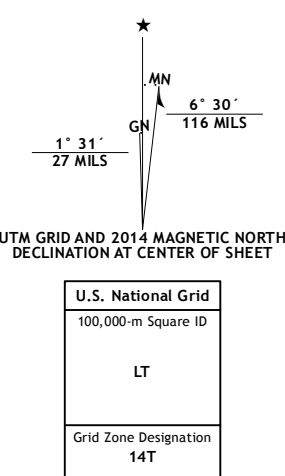 ★
MN
6° 30´
116 MILS
GN
1° 31´
27 MILS
UTM GRID AND 2014 MAGNETIC NORTH
DECLINATION AT CENTER OF SHEET
U.S. National Grid
100,000-m Square ID
LT
Grid Zone Designation
14T